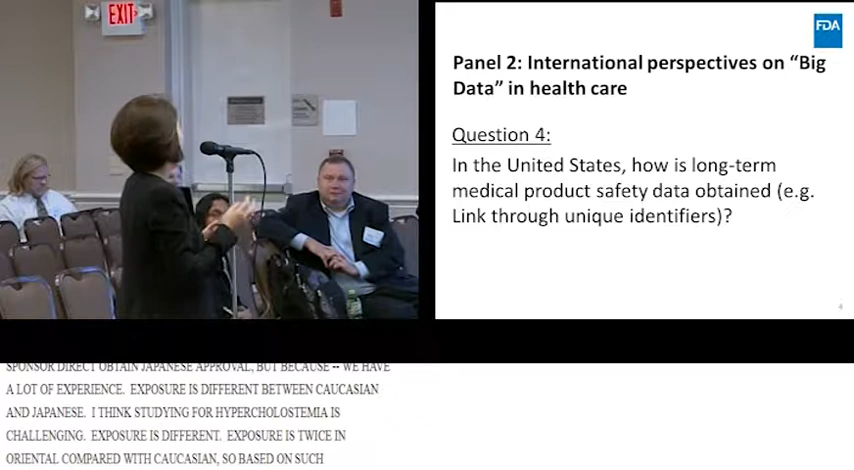 EXIT
FDA
Panel 2: International perspectives on “Big
Data” in health care
Question 4:
In the United States, how is long-term
medical product safety data obtained (e.g.
Link through unique identifiers)?
4
SPONSOR DIRECT OBTAIN JAPANESE APPROVAL, BUT BECAUSE -- WE HAVE
A LOT OF EXPERIENCE. EXPOSURE IS DIFFERENT BETWEEN CAUCASIAN
AND JAPANESE. I THINK STUDYING FOR HYPERCHOLOSTEMIA IS
CHALLENGING. EXPOSURE IS DIFFERENT. EXPOSURE IS TWICE IN
ORIENTAL COMPARED WITH CAUCASIAN, SO BASED ON SUCH